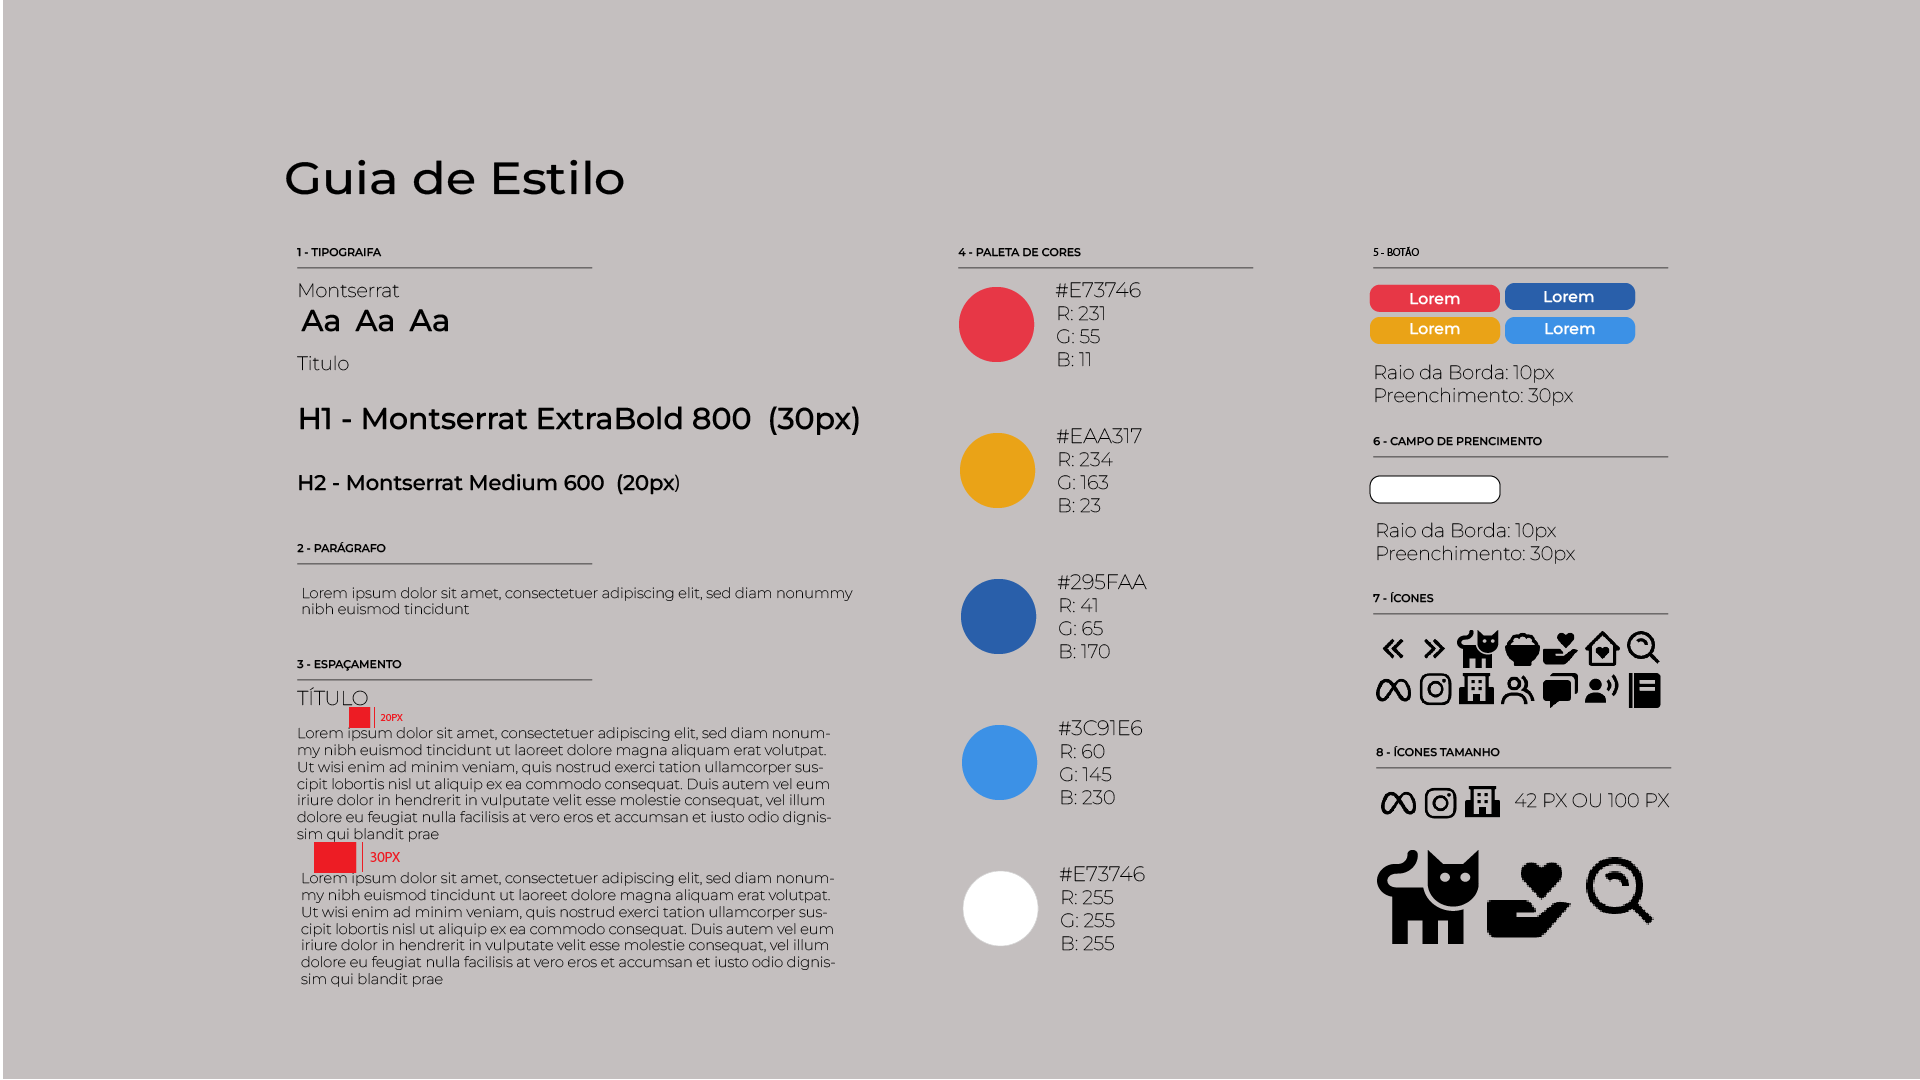 Guia de Estilo
1 - TIPOGRAIFA
Montserrat
Aa Aa Aa
Titulo
H1 - Montserrat ExtraBold 800 (30px)
H2 - Montserrat Medium 600 (20px)
2 - PARÁGRAFO
Lorem ipsum dolor sit amet, consectetuer adipiscing elit, sed diam nonummy
nibh euismod tincidunt
3 - ESPAÇAMENTO
TÍTULO
20PX
Lorem ipsum dolor sit amet, consectetuer adipiscing elit, sed diam nonum-
my nibh euismod tincidunt ut laoreet dolore magna aliquam erat volutpat.
Ut wisi enim ad minim veniam, quis nostrud exerci tation ullamcorper sus-
cipit lobortis nisl ut aliquip ex ea commodo consequat. Duis autem vel eum
iriure dolor in hendrerit in vulputate velit esse molestie consequat, vel illum
dolore eu feugiat nulla facilisis at vero eros et accumsan et iusto odio dignis-
sim qui blandit prae
30PX
Lorem ipsum dolor sit amet, consectetuer adipiscing elit, sed diam nonum-
my nibh euismod tincidunt ut laoreet dolore magna aliquam erat volutpat.
Ut wisi enim ad minim veniam, quis nostrud exerci tation ullamcorper sus-
cipit lobortis nisl ut aliquip ex ea commodo consequat. Duis autem vel eum
iriure dolor in hendrerit in vulputate velit esse molestie consequat, vel illum
dolore eu feugiat nulla facilisis at vero eros et accumsan et iusto odio dignis-
sim qui blandit prae
4 - PALETA DE CORES
#E73746
R: 231
G: 55
B: 11
#EAA317
R: 234
G: 163
B: 23
#295FAA
R: 41
G: 65
B: 170
#3C91E6
R: 60
G: 145
B: 230
#E73746
R: 255
G: 255
B: 255
5 - BOTÃO
Lorem Lorem
Lorem Lorem
Raio da Borda: 10px
Preenchimento: 30px
6 - CAMPO DE PRENCIMENTO
Raio da Borda: 10px
Preenchimento: 30px
7 - ÍCONES
8 - ÍCONES TAMANHO
42 PX OU 100 PX